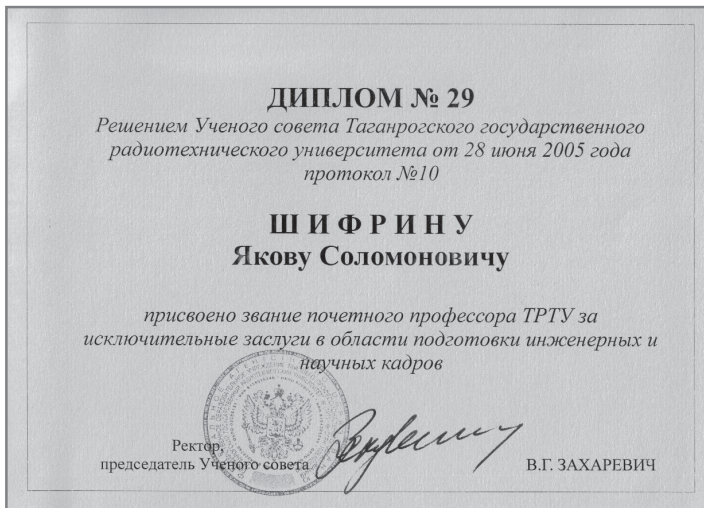 ДИПЛОМ № 29
Решением Ученого совета Таганрогского государственного
радиотехнического университета от 28 июня 2005 года
протокол №10
ШИФРИНУ
Якову Соломоновичу
присвоено звание почетного профессора ТРТУ за
исключительные заслуги в области подготовки инженерных и
научных кадров
Ректор,
председатель Ученого совета
В.Г. ЗАХАРЕВИЧ